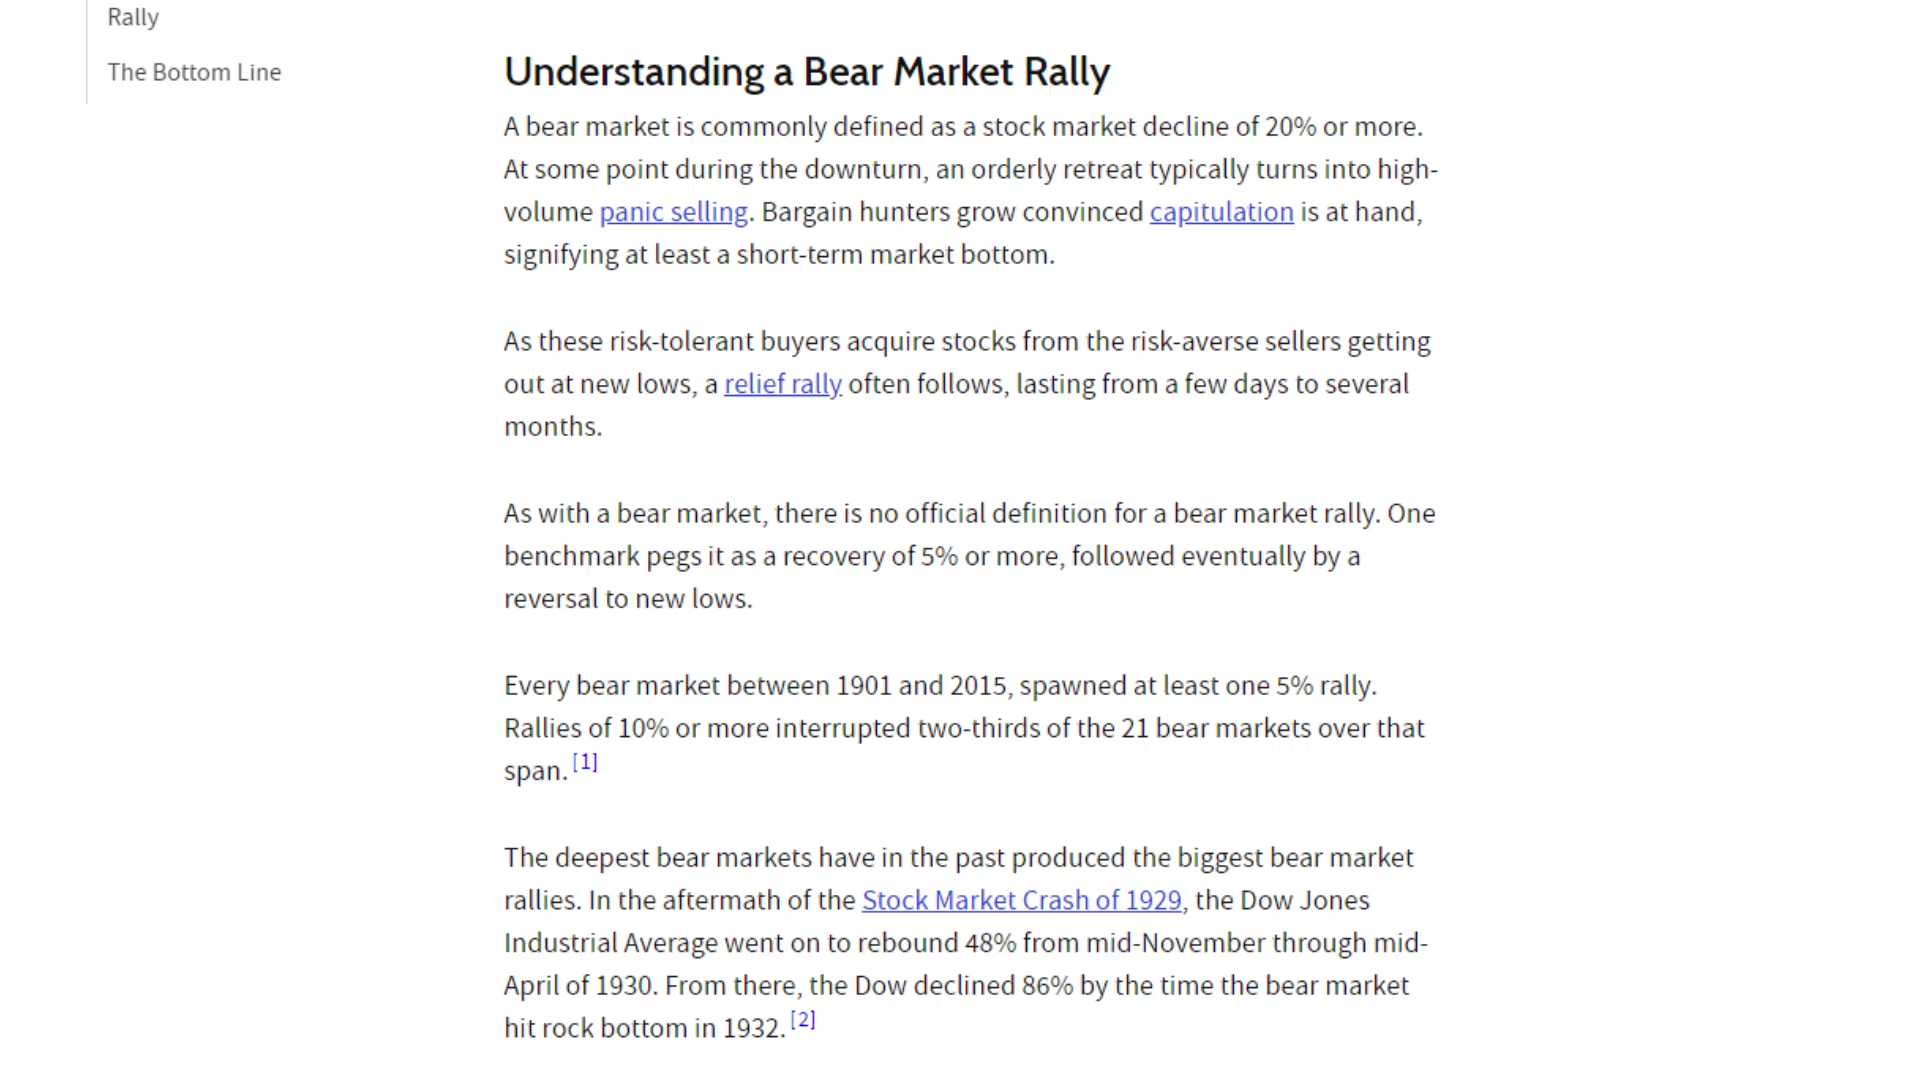 Rally
The Bottom Line
Understanding a Bear Market Rally
A bear market is commonly defined as a stock market decline of 20% or more.
At some point during the downturn, an orderly retreat typically turns into high-
volume panic selling. Bargain hunters grow convinced capitulation is at hand,
signifying at least a short-term market bottom.
As these risk-tolerant buyers acquire stocks from the risk-averse sellers getting
out at new lows, a relief rally often follows, lasting from a few days to several
months.
As with a bear market, there is no official definition for a bear market rally. One
benchmark pegs it as a recovery of 5% or more, followed eventually by a
reversal to new lows.
Every bear market between 1901 and 2015, spawned at least one 5% rally.
Rallies of 10% or more interrupted two-thirds of the 21 bear markets over that
span. [1]
The deepest bear markets have in the past produced the biggest bear market
rallies. In the aftermath of the Stock Market Crash of 1929, the Dow Jones
Industrial Average went on to rebound 48% from mid-November through mid-
April of 1930. From there, the Dow declined 86% by the time the bear market
hit rock bottom in 1932. [2]